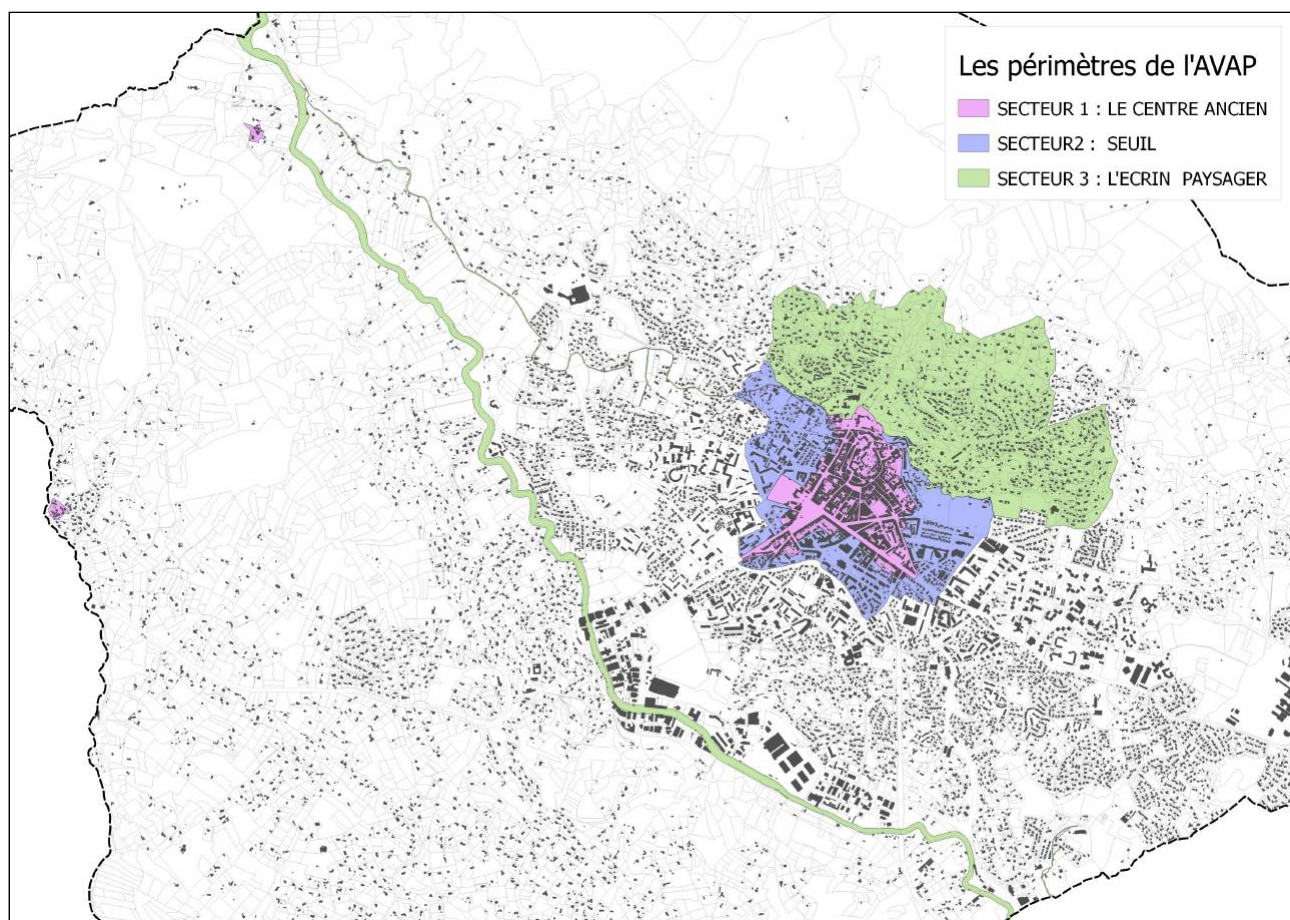 Les périmètres de l'AVAP
SECTEUR 1 : LE CENTRE ANCIEN
SECTEUR2 : SEUIL
SECTEUR 3 : L'ECRIN PAYSAGER